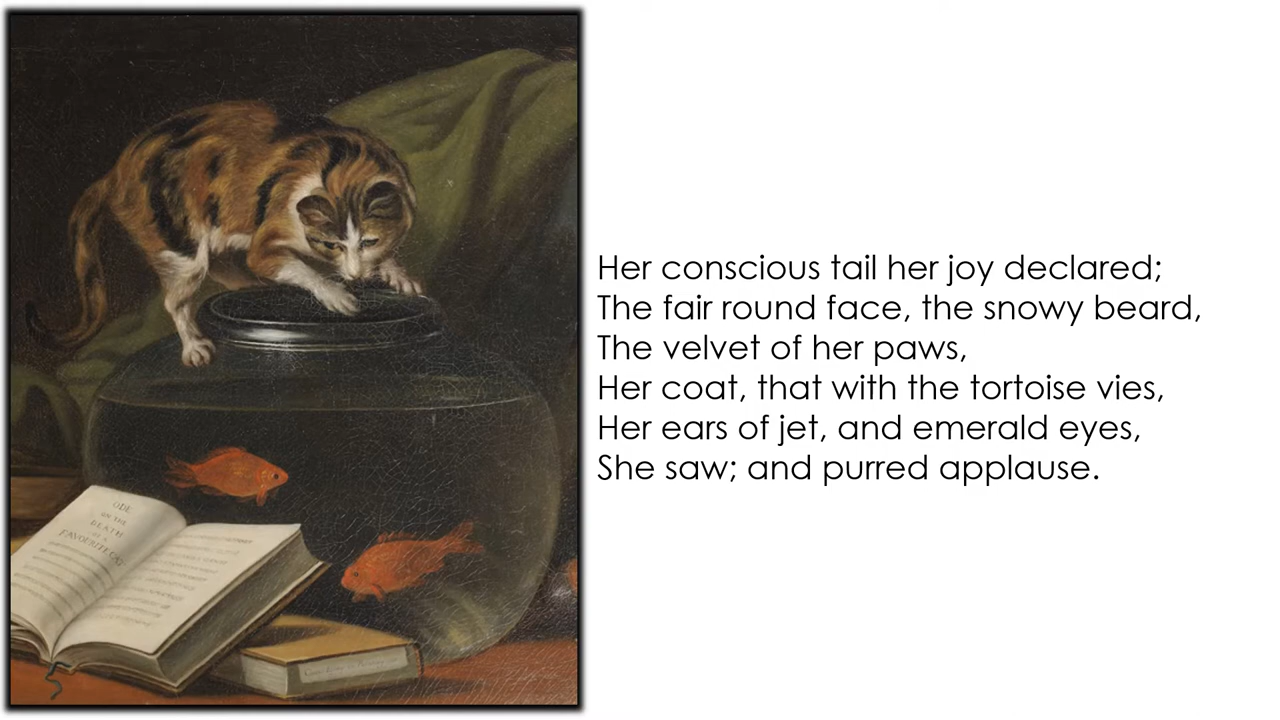 Her conscious tail her joy declared;
The fair round face, the snowy beard,
The velvet of her paws,
Her coat, that with the tortoise vies,
Her ears of jet, and emerald eyes,
She saw; and purred applause.
ODE
ON THE
DEATH
OF A
FAVOURITE CAT